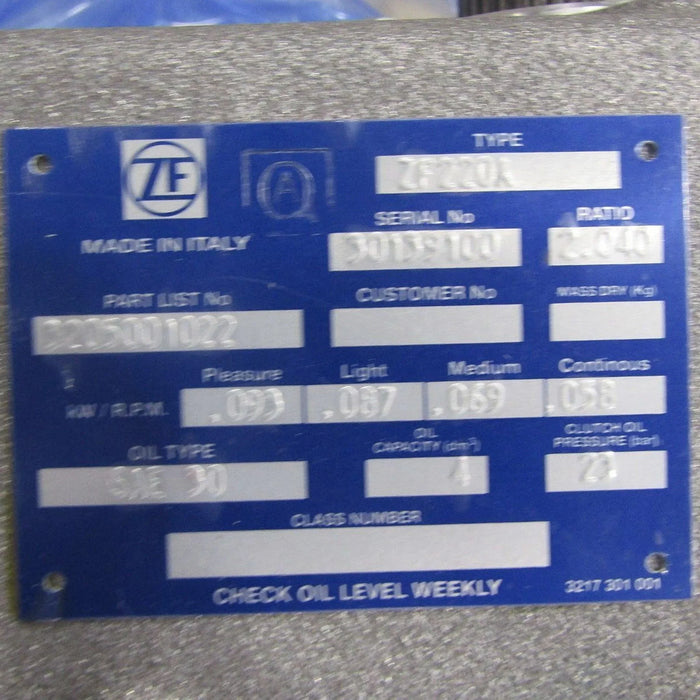 ZF
QA
TYPE
ZF220A
MADE IN ITALY
SERIAL No
30139100
RATIO
2.040
PART LIST No
CUSTOMER No
MASS DRY (Kg)
Pleasure Light Medium Continous
kW / R.P.M. .093 .087 .069 .058
OIL TYPE
SAE 30
OIL
CAPACITY (dm³)
4
CLUTCH OIL
PRESSURE (bar)
CLASS NUMBER
CHECK OIL LEVEL WEEKLY
3217 301 001